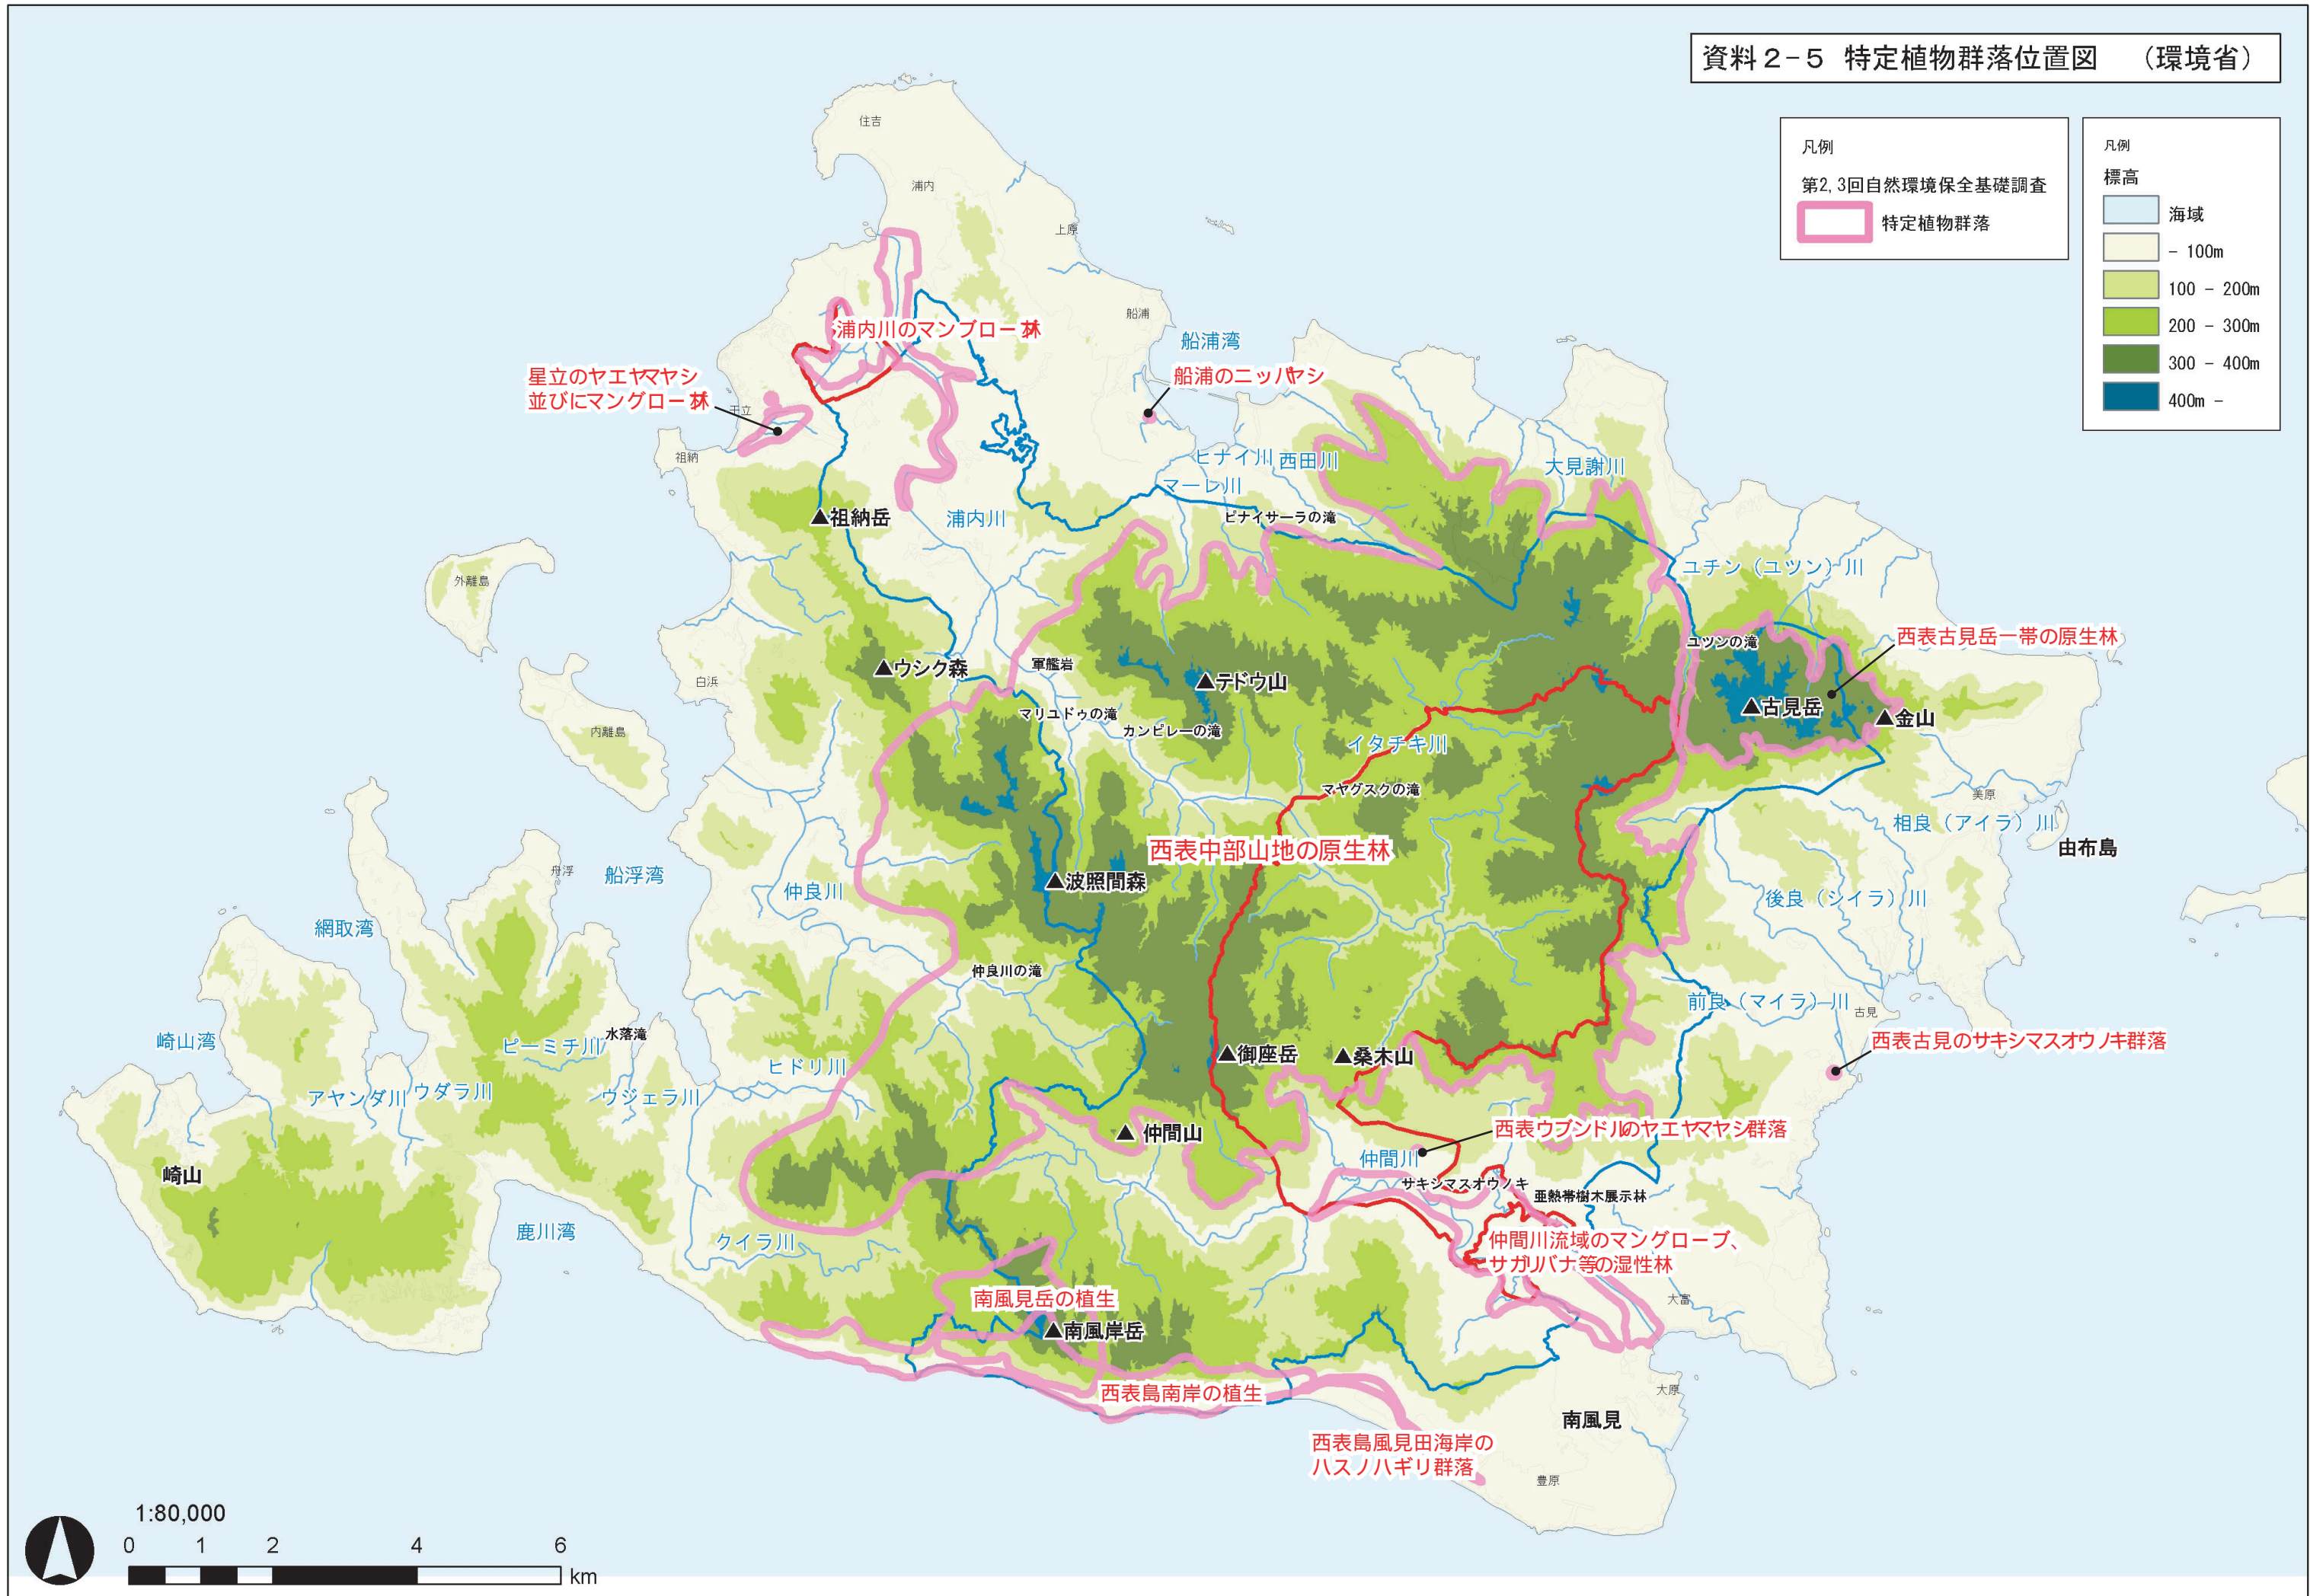 資料2-5 特定植物群落位置図 (環境省)
凡例
第2,3回自然環境保全基礎調査
特定植物群落
凡例
標高
海域
- 100m
100 - 200m
200 - 300m
300 - 400m
400m -
住吉
浦内
上原
船浦
船浦湾
浦内川のマングローブ林
船浦のニッパヤシ
星立のヤエヤマヤシ
並びにマングローブ林
干立
祖納
ヒナイ川
西田川
マーレ川
大見謝川
ピナイサーラの滝
▲祖納岳
浦内川
外離島
ユチン(ユツン)川
ユツンの滝
西表古見岳一帯の原生林
▲ウシク森
軍艦岩
▲テドウ山
白浜
内離島
マリユドゥの滝
カンピレーの滝
イタチキ川
▲古見岳
▲金山
マヤグスクの滝
美原
相良(アイラ)川
由布島
西表中部山地の原生林
舟浮
船浮湾
仲良川
▲波照間森
後良(シイラ)川
網取湾
仲良川の滝
前良(マイラ)川
古見
崎山湾
ピーミチ川
水落滝
西表古見のサキシマスオウノキ群落
ヒドリ川
▲御座岳
▲桑木山
アヤンダ川
ウダラ川
ウジェラ川
▲仲間山
西表ウブンドルのヤエヤマヤシ群落
仲間川
崎山
サキシマスオウノキ
亜熱帯樹木展示林
鹿川湾
クイラ川
仲間川流域のマングローブ、
サガリバナ等の湿性林
南風見岳の植生
大富
▲南風岸岳
西表島南岸の植生
大原
南風見
西表島風見田海岸の
ハスノハギリ群落
豊原
1:80,000
0 1 2 4 6
km